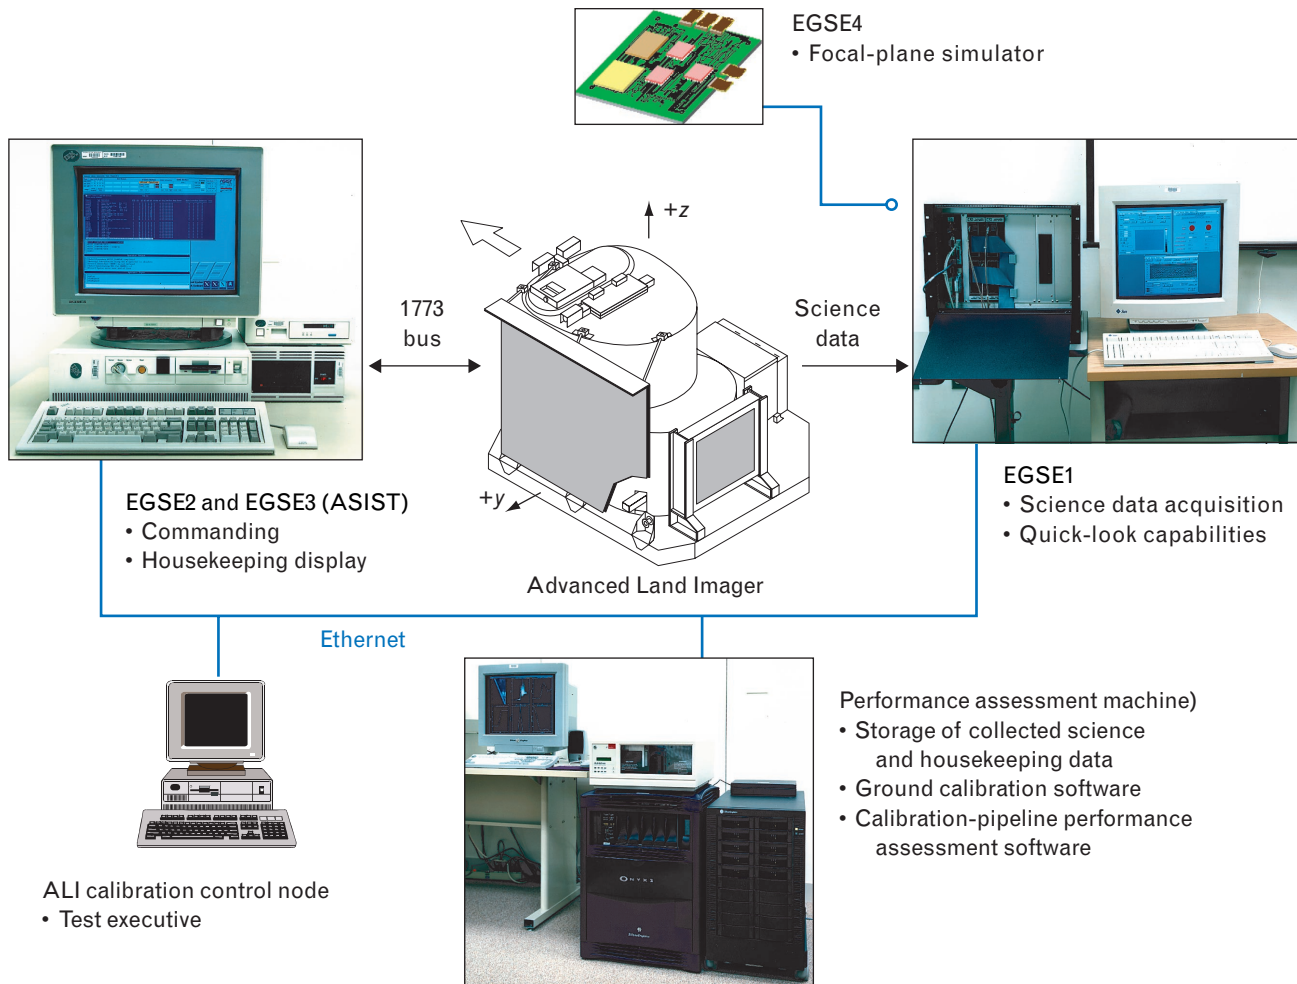 EGSE4
• Focal-plane simulator
+z
1773
bus
Science
data
+y
EGSE2 and EGSE3 (ASIST)
• Commanding
• Housekeeping display
EGSE1
• Science data acquisition
• Quick-look capabilities
Advanced Land Imager
Ethernet
Performance assessment machine)
• Storage of collected science
and housekeeping data
• Ground calibration software
• Calibration-pipeline performance
assessment software
ALI calibration control node
• Test executive